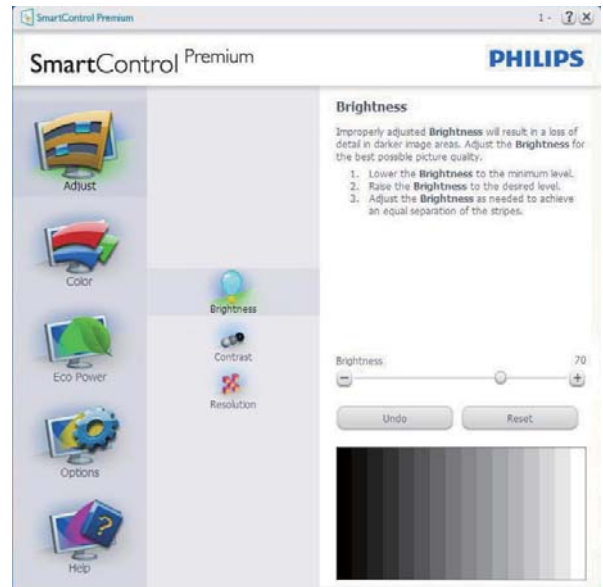 SmartControl Premium
1 -
SmartControl Premium
PHILIPS
Adjust
Color
Eco Power
Options
Help
Brightness
Contrast
Resolution
Brightness
Improperly adjusted Brightness will result in a loss of
detail in darker image areas. Adjust the Brightness for
the best possible picture quality.
1. Lower the Brightness to the minimum level.
2. Raise the Brightness to the desired level.
3. Adjust the Brightness as needed to achieve
an equal separation of the stripes.
Brightness 70
Undo Reset